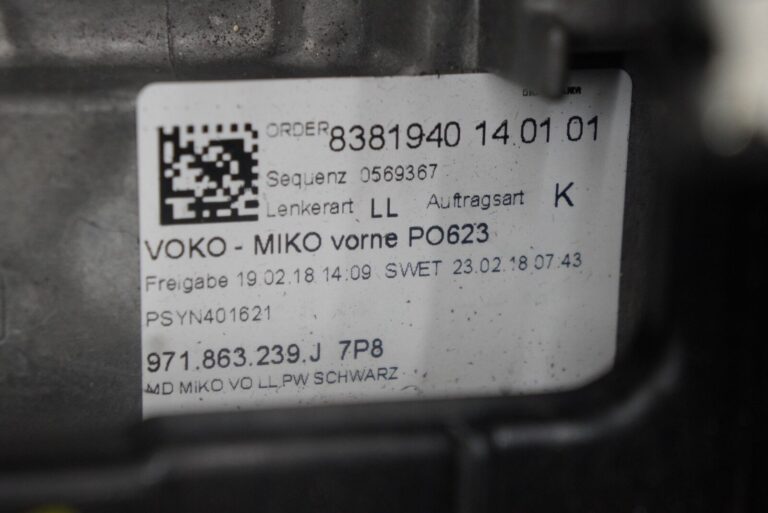 ORDER 8381940 14 01 01
Sequenz 0569367
Lenkerart LL Auftragsart K
VOKO - MIKO vorne PO623
Freigabe 19.02.18 14:09 SWET 23.02.18 07:43
PSYN401621
971.863.239.J 7P8
MD MIKO VO LL PW SCHWARZ